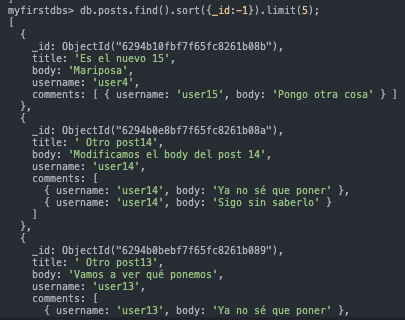 myfirstdbs> db.posts.find().sort({_id:-1}).limit(5);
[
{
_id: ObjectId("6294b10fbf7f65fc8261b08b"),
title: 'Es el nuevo 15',
body: 'Mariposa',
username: 'user4',
comments: [ { username: 'user15', body: 'Pongo otra cosa' } ]
},
{
_id: ObjectId("6294b0e8bf7f65fc8261b08a"),
title: ' Otro post14',
body: 'Modificamos el body del post 14',
username: 'user14',
comments: [
{ username: 'user14', body: 'Ya no sé que poner' },
{ username: 'user14', body: 'Sigo sin saberlo' }
]
},
{
_id: ObjectId("6294b0bebf7f65fc8261b089"),
title: ' Otro post13',
body: 'Vamos a ver qué ponemos',
username: 'user13',
comments: [
{ username: 'user13', body: 'Ya no sé que poner' },